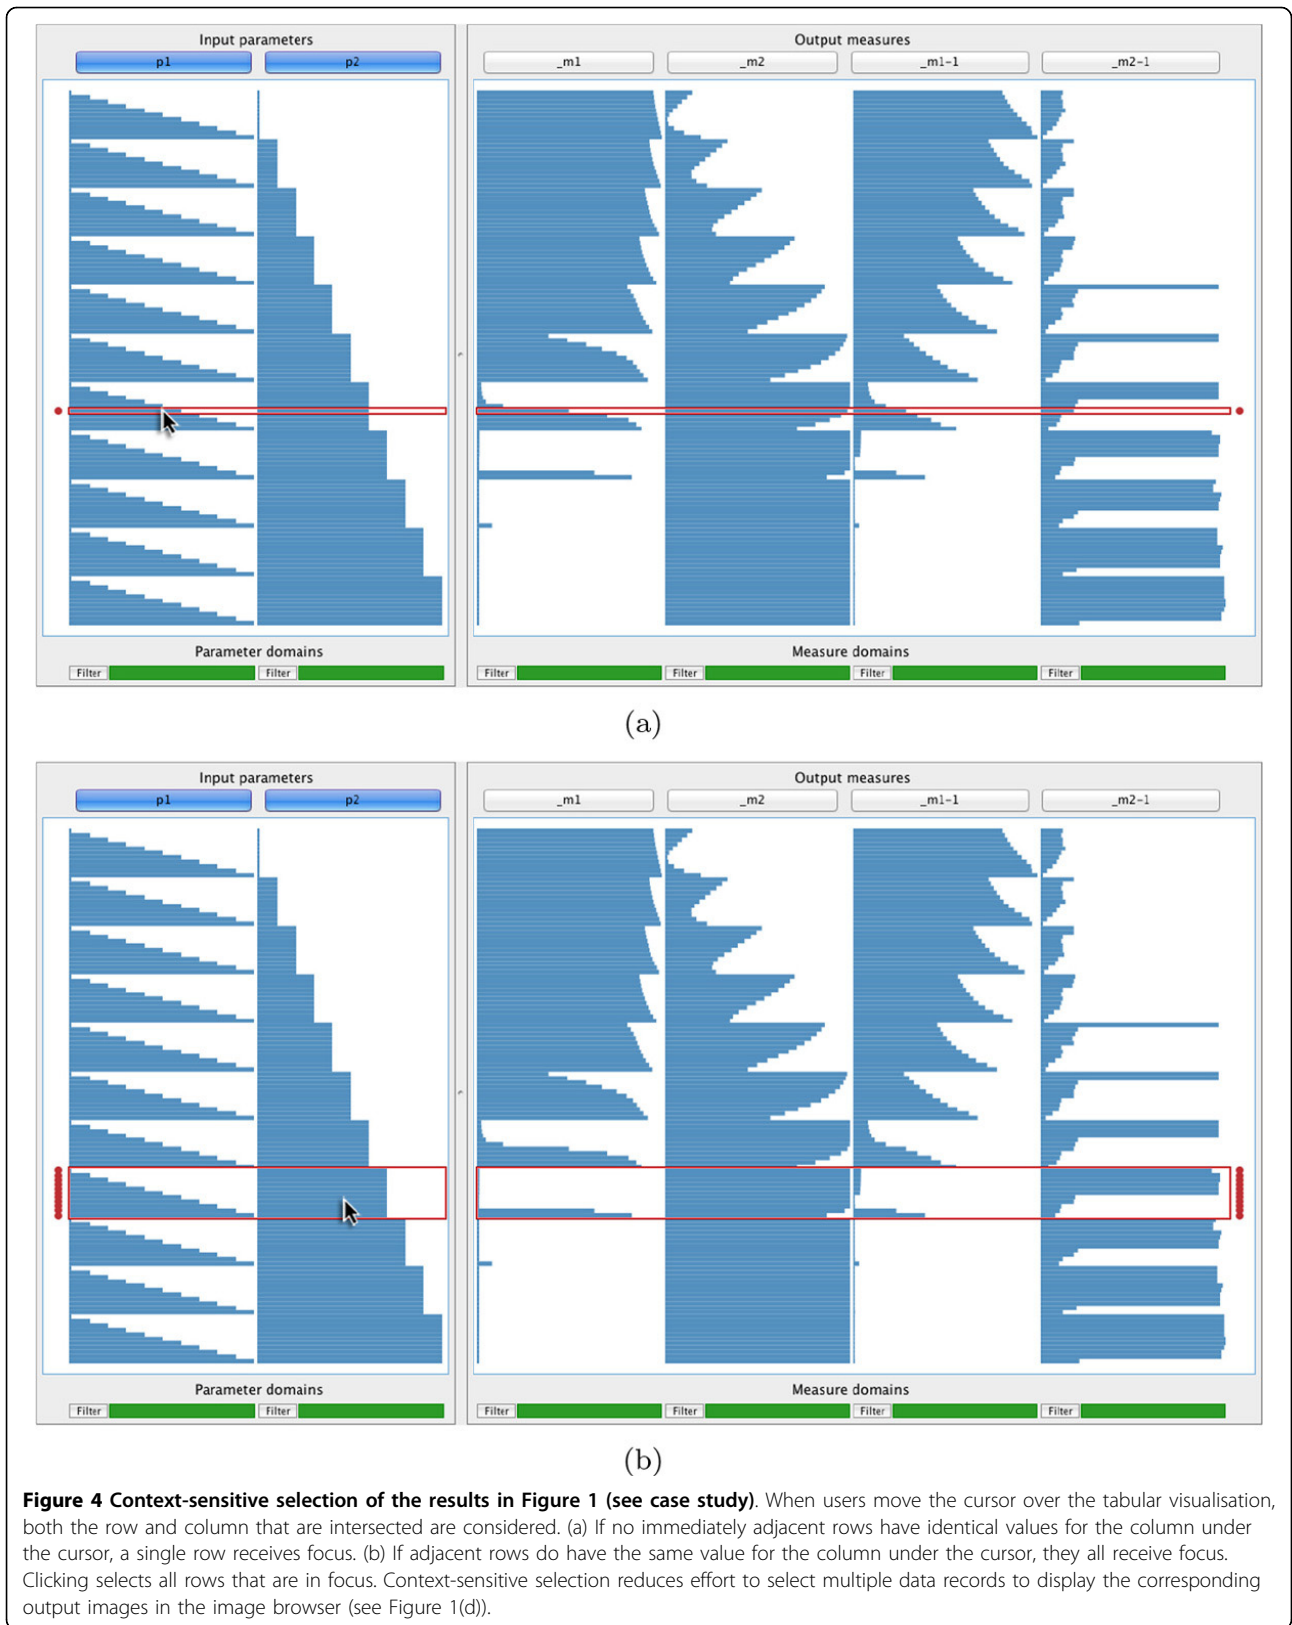 Input parameters
Output measures
p1 p2 _m1 _m2 _m1-1 _m2-1
Parameter domains
Measure domains
Filter Filter Filter Filter Filter Filter
(a)
Input parameters
Output measures
p1 p2 _m1 _m2 _m1-1 _m2-1
Parameter domains
Measure domains
Filter Filter Filter Filter Filter Filter
(b)
Figure 4 Context-sensitive selection of the results in Figure 1 (see case study). When users move the cursor over the tabular visualisation,
both the row and column that are intersected are considered. (a) If no immediately adjacent rows have identical values for the column under
the cursor, a single row receives focus. (b) If adjacent rows do have the same value for the column under the cursor, they all receive focus.
Clicking selects all rows that are in focus. Context-sensitive selection reduces effort to select multiple data records to display the corresponding
output images in the image browser (see Figure 1(d)).